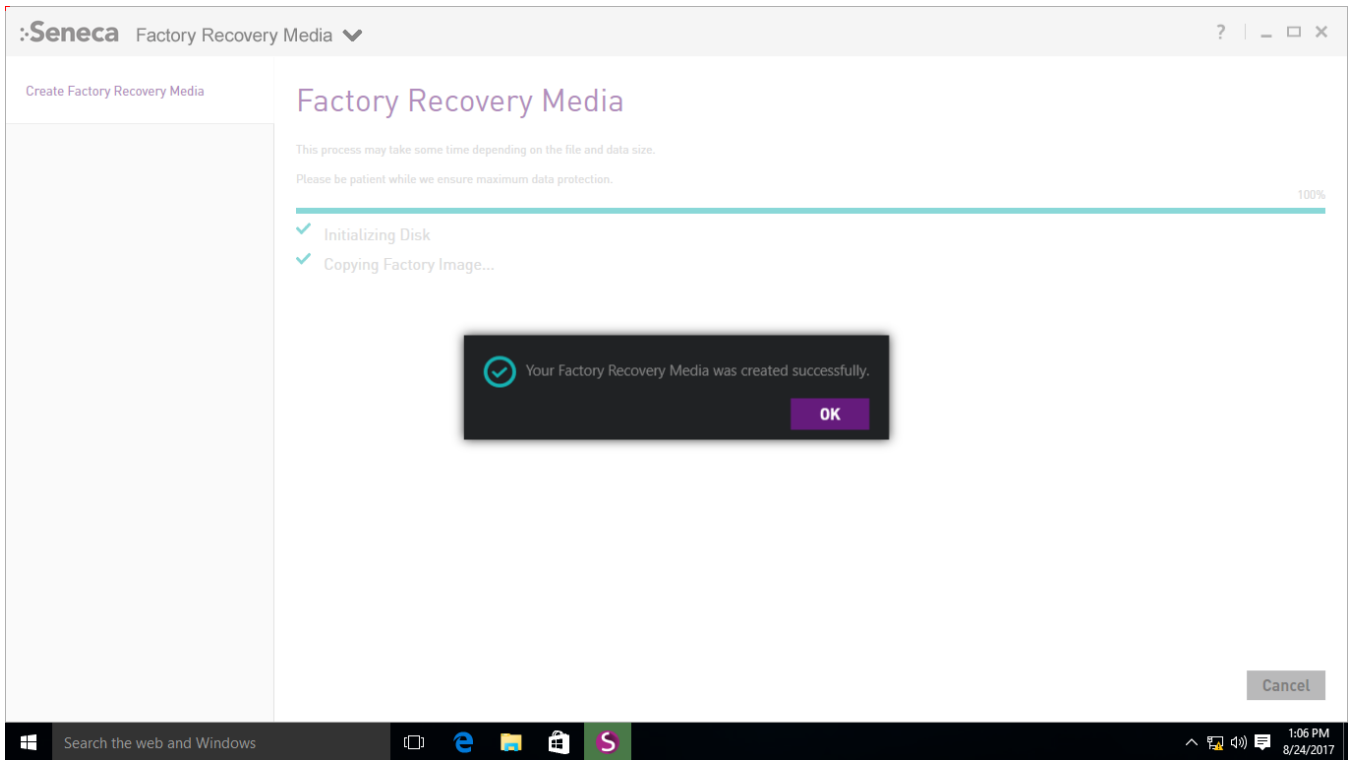 :·Seneca Factory Recovery Media
?
Create Factory Recovery Media
Factory Recovery Media
This process may take some time depending on the file and data size.
Please be patient while we ensure maximum data protection.
100%
Initializing Disk
Copying Factory Image...
Your Factory Recovery Media was created successfully.
OK
Cancel
Search the web and Windows
S
1:06 PM
8/24/2017